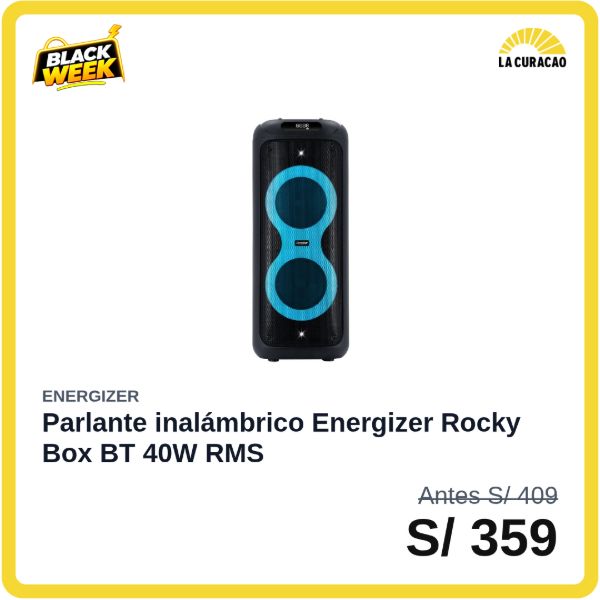 BLACK
WEEK
LA CURACAO
ENERGIZER
Parlante inalámbrico Energizer Rocky
Box BT 40W RMS
Antes S/ 409
S/ 359